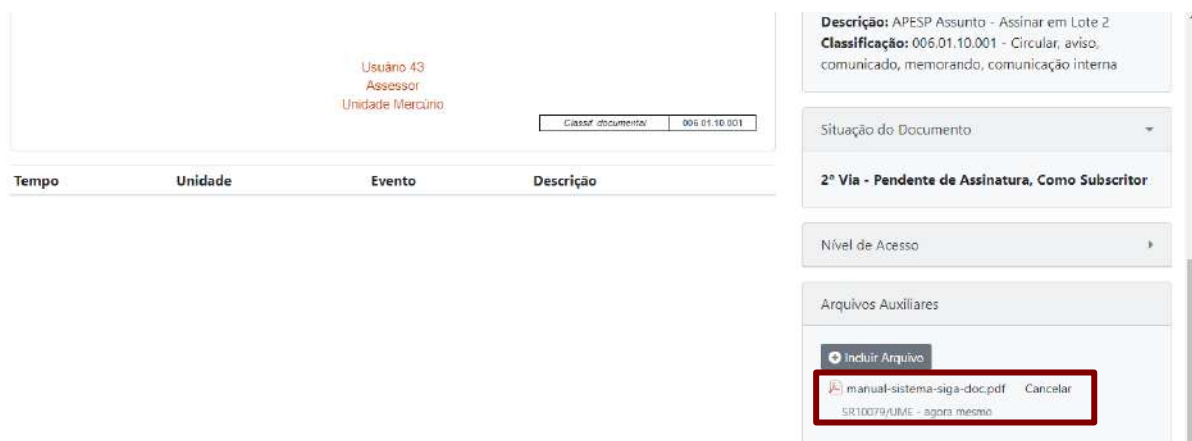 Usuário 43
Assessor
Unidade Mercúrio
Classif. documental 006.01.10.001
Tempo Unidade Evento Descrição
Descrição: APESP Assunto - Assinar em Lote 2
Classificação: 006.01.10.001 - Circular, aviso,
comunicado, memorando, comunicação interna
Situação do Documento
2ª Via - Pendente de Assinatura, Como Subscritor
Nível de Acesso
Arquivos Auxiliares
Incluir Arquivo
manual-sistema-siga-doc.pdf Cancelar
SR10079/UME - agora mesmo